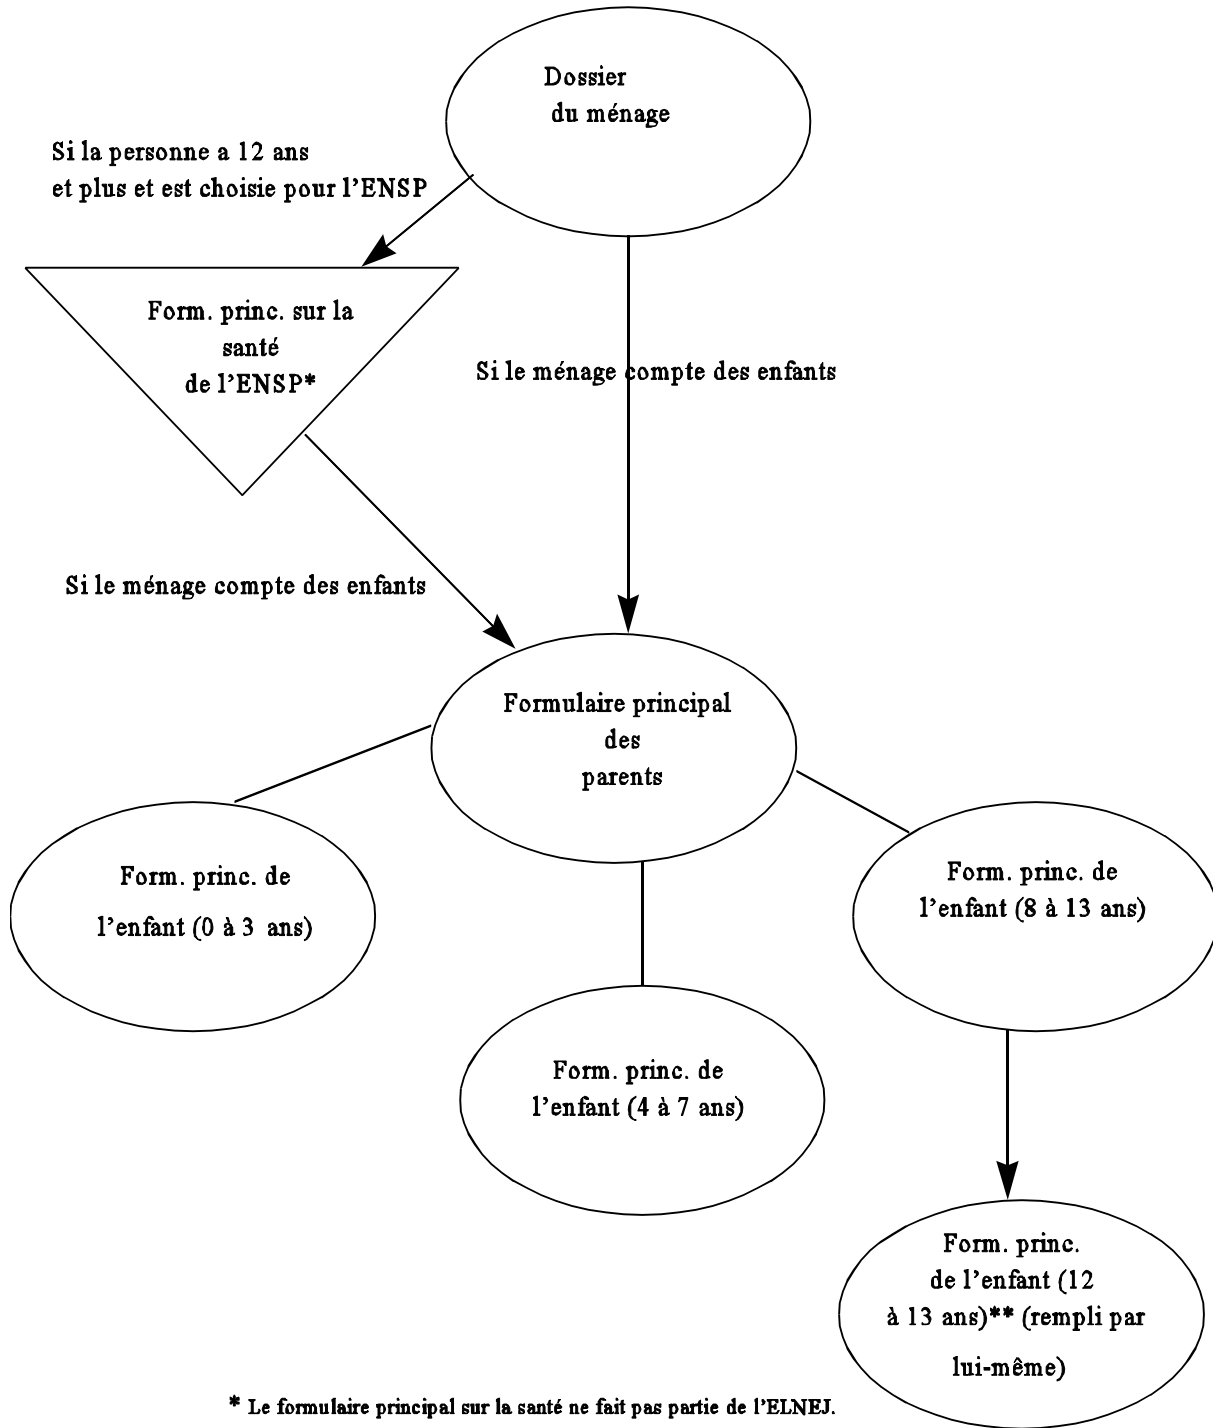 Dossier
du ménage
Si la personne a 12 ans
et plus et est choisie pour l’ENSP
Form. princ. sur la
santé
de l’ENSP*
Si le ménage compte des enfants
Si le ménage compte des enfants
Formulaire principal
des
parents
Form. princ. de
l’enfant (0 à 3 ans)
Form. princ. de
l’enfant (8 à 13 ans)
Form. princ. de
l’enfant (4 à 7 ans)
Form. princ.
de l’enfant (12
à 13 ans)** (rempli par
lui-même)
* Le formulaire principal sur la santé ne fait pas partie de l’ELNEJ.